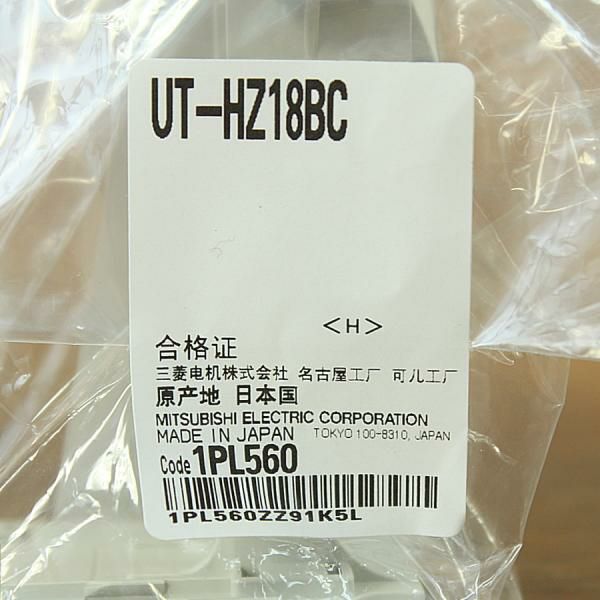 UT-HZ18BC
<H>
合格证
三菱电机株式会社 名古屋工厂 可儿工厂
原产地 日本国
MITSUBISHI ELECTRIC CORPORATION
MADE IN JAPAN TOKYO 100-8310, JAPAN
Code 1PL560
1PL560ZZ91K5L